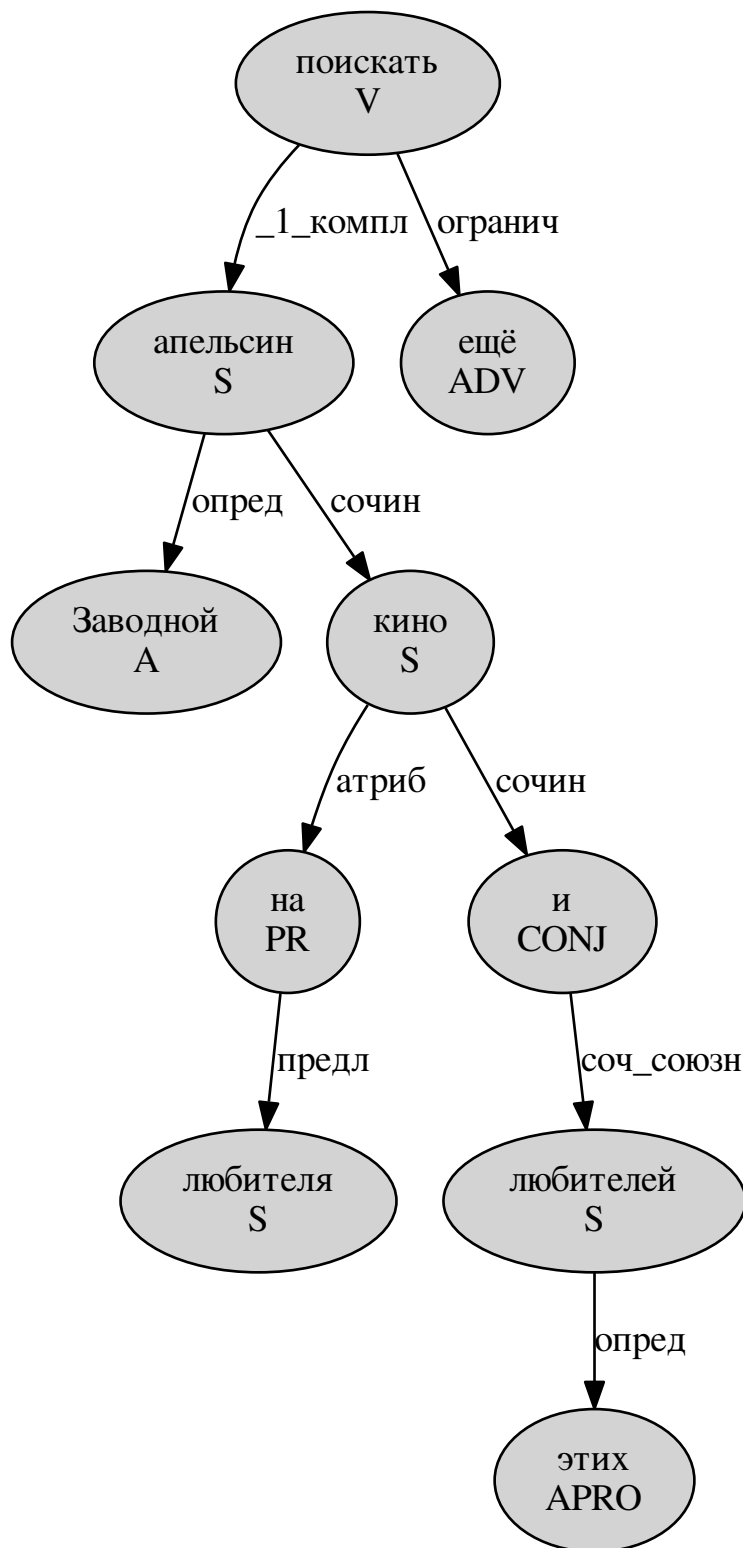 поискать
V
_1_компл
огранич
апельсин
S
ещё
ADV
опред
сочин
Заводной
A
кино
S
атриб
сочин
на
PR
и
CONJ
предл
соч_союзн
любителя
S
любителей
S
опред
этих
APRO